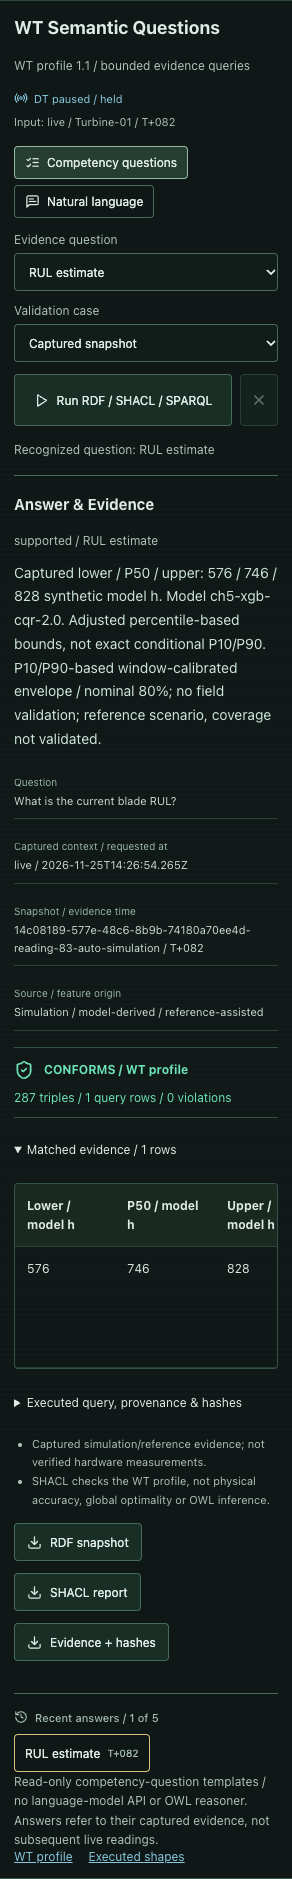 WT Semantic Questions
WT profile 1.1 / bounded evidence queries
DT paused / held
Input: live / Turbine-01 / T+082
Competency questions
Natural language
Evidence question
RUL estimate
Validation case
Captured snapshot
Run RDF / SHACL / SPARQL
Recognized question: RUL estimate
Answer & Evidence
supported / RUL estimate
Captured lower / P50 / upper: 576 / 746 /
828 synthetic model h. Model ch5-xgb-
cqr-2.0. Adjusted percentile-based
bounds, not exact conditional P10/P90.
P10/P90-based window-calibrated
envelope / nominal 80%; no field
validation; reference scenario, coverage
not validated.
Question
What is the current blade RUL?
Captured context / requested at
live / 2026-11-25T14:26:54.265Z
Snapshot / evidence time
14c08189-577e-48c6-8b9b-74180a70ee4d-
reading-83-auto-simulation / T+082
Source / feature origin
Simulation / model-derived / reference-assisted
CONFORMS / WT profile
287 triples / 1 query rows / 0 violations
▼ Matched evidence / 1 rows
Lower / P50 / model Upper /
model h h model h
576 746 828
▶ Executed query, provenance & hashes
• Captured simulation/reference evidence; not
verified hardware measurements.
• SHACL checks the WT profile, not physical
accuracy, global optimality or OWL inference.
RDF snapshot
SHACL report
Evidence + hashes
Recent answers / 1 of 5
RUL estimate T+082
Read-only competency-question templates /
no language-model API or OWL reasoner.
Answers refer to their captured evidence, not
subsequent live readings.
WT profile Executed shapes